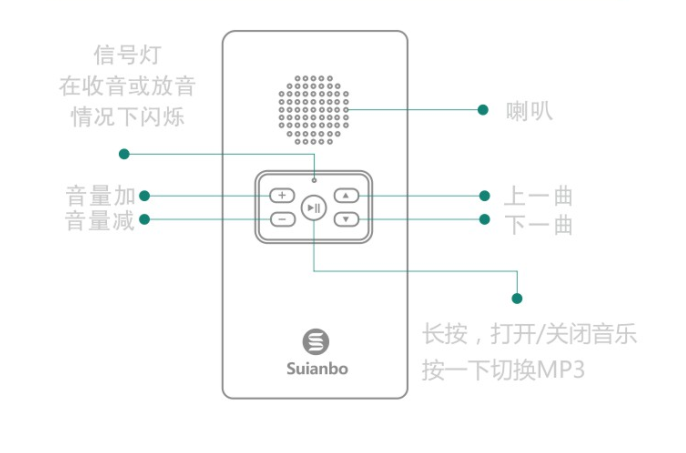 信号灯
在收音或放音
情况下闪烁
喇叭
音量加
音量减
上一曲
下一曲
长按，打开/关闭音乐
按一下切换MP3
Suianbo